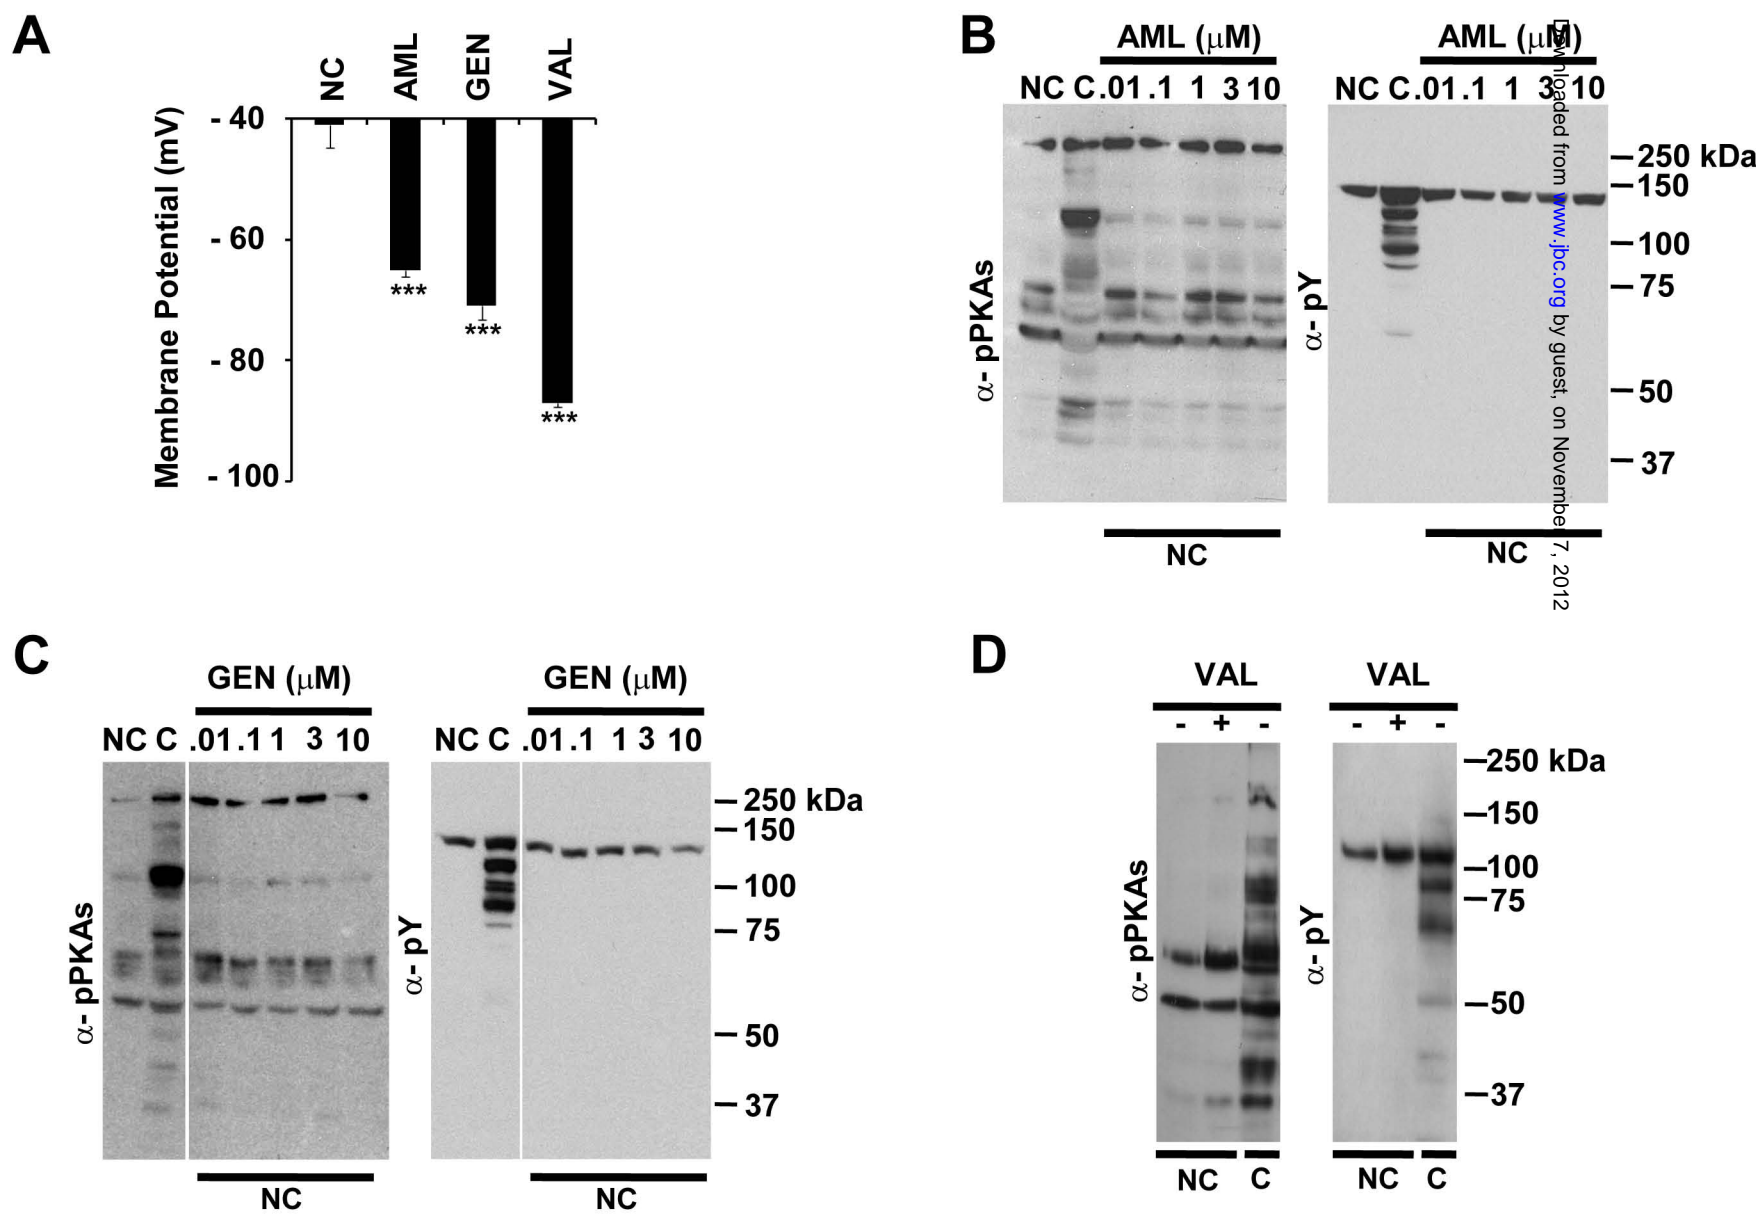 A
NC
AML
GEN
VAL
Membrane Potential (mV)
- 40
- 60
- 80
- 100
***
***
***
B
AML (μM)
NC C .01 .1 1 3 10
α- pPKAs
NC
AML (μM)
NC C .01 .1 1 3 10
α- pY
250 kDa
150
100
75
50
37
NC
Downloaded from www.jbc.org by guest, on November 7, 2012
C
GEN (μM)
NC C .01 .1 1 3 10
α- pPKAs
NC
GEN (μM)
NC C .01 .1 1 3 10
α- pY
250 kDa
150
100
75
50
37
NC
D
VAL
- + -
α- pPKAs
NC C
VAL
- + -
α- pY
250 kDa
150
100
75
50
37
NC C